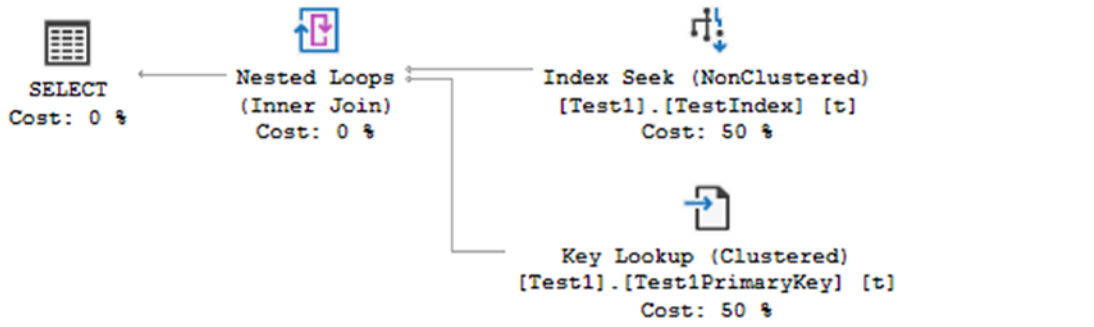 SELECT
Cost: 0 %
Nested Loops
(Inner Join)
Cost: 0 %
Index Seek (NonClustered)
[Test1].[TestIndex] [t]
Cost: 50 %
Key Lookup (Clustered)
[Test1].[Test1PrimaryKey] [t]
Cost: 50 %